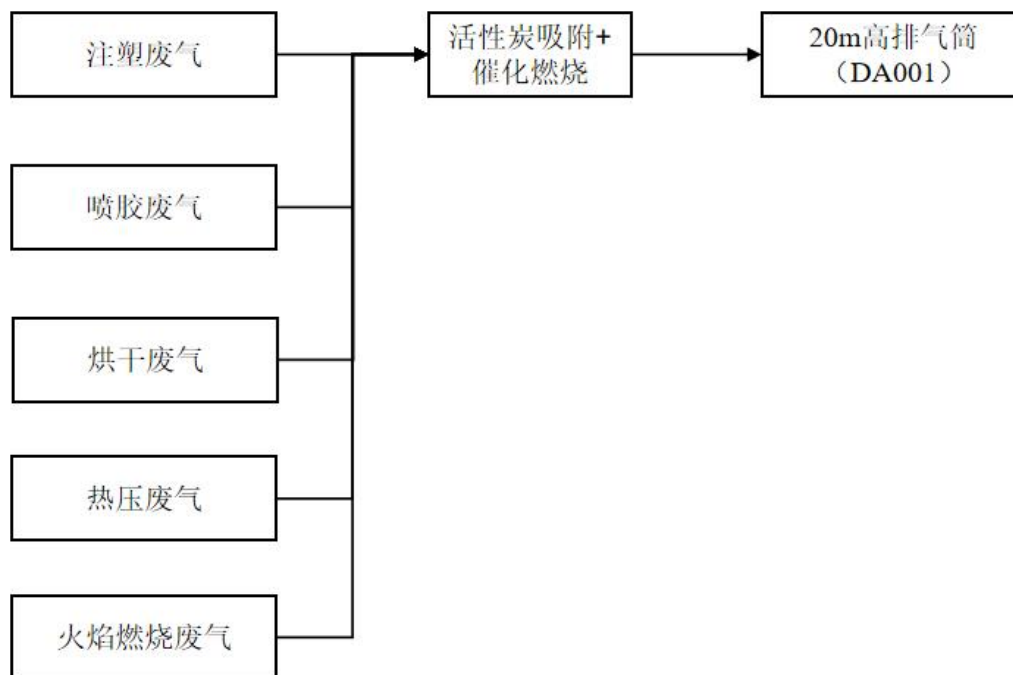 注塑废气
活性炭吸附+
催化燃烧
20m高排气筒
（DA001）
喷胶废气
烘干废气
热压废气
火焰燃烧废气